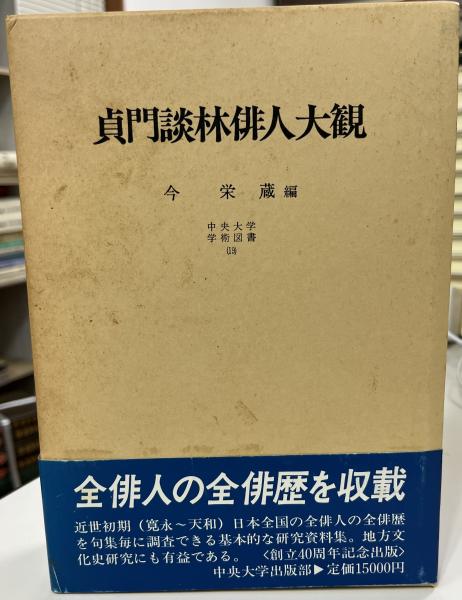 貞門談林俳人大観
今 栄 蔵 編
中央大学
学術図書
(19)
全俳人の全俳歴を収載
近世初期（寛永～天和）日本全国の全俳人の全俳歴
を句集毎に調査できる基本的な研究資料集。地方文
化史研究にも有益である。〈創立40周年記念出版〉
中央大学出版部▶定価15000円